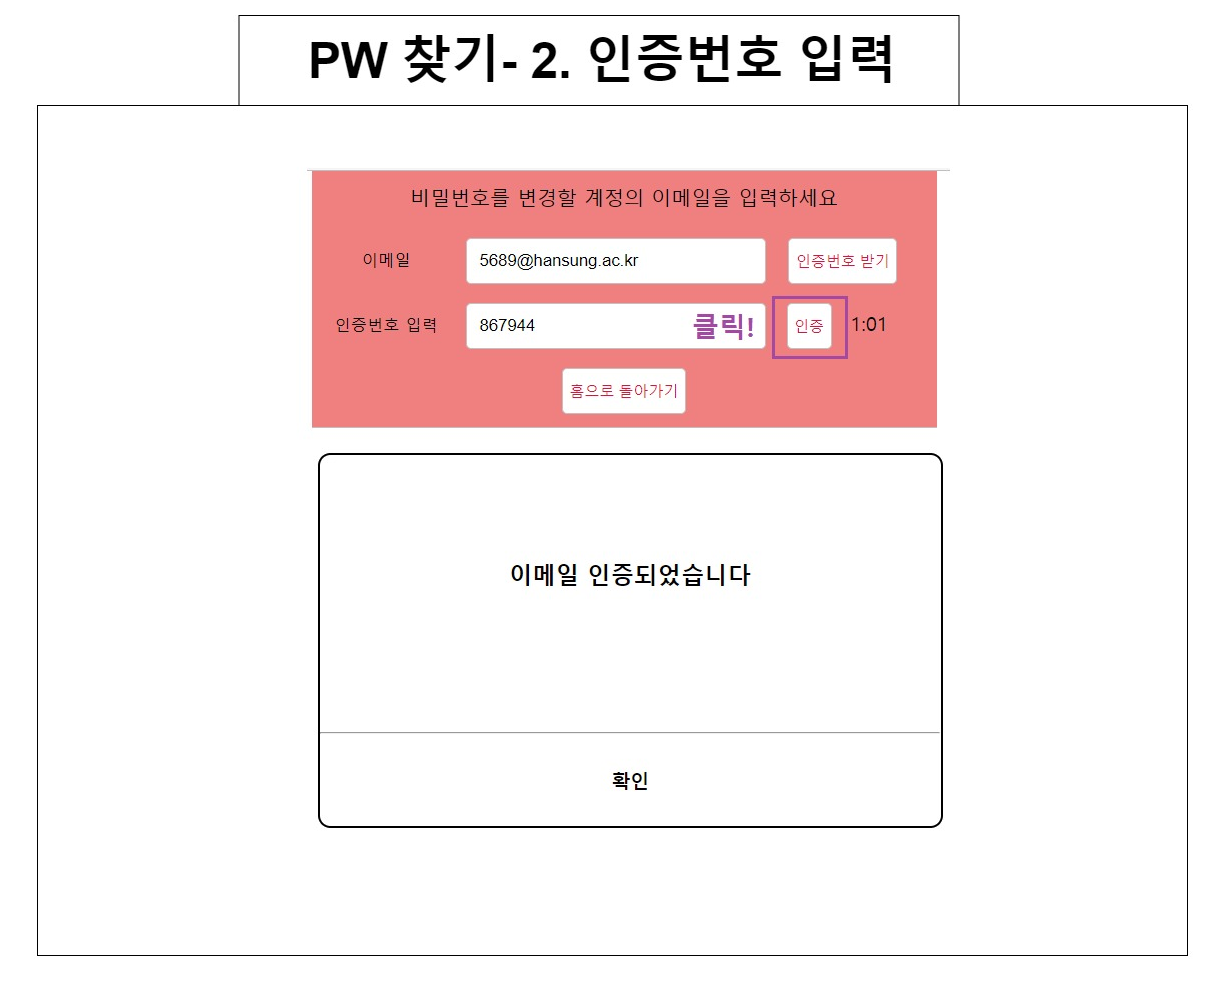 PW 찾기- 2. 인증번호 입력
비밀번호를 변경할 계정의 이메일을 입력하세요
이메일 5689@hansung.ac.kr 인증번호 받기
인증번호 입력 867944 클릭! 인증 1:01
홈으로 돌아가기
이메일 인증되었습니다
확인